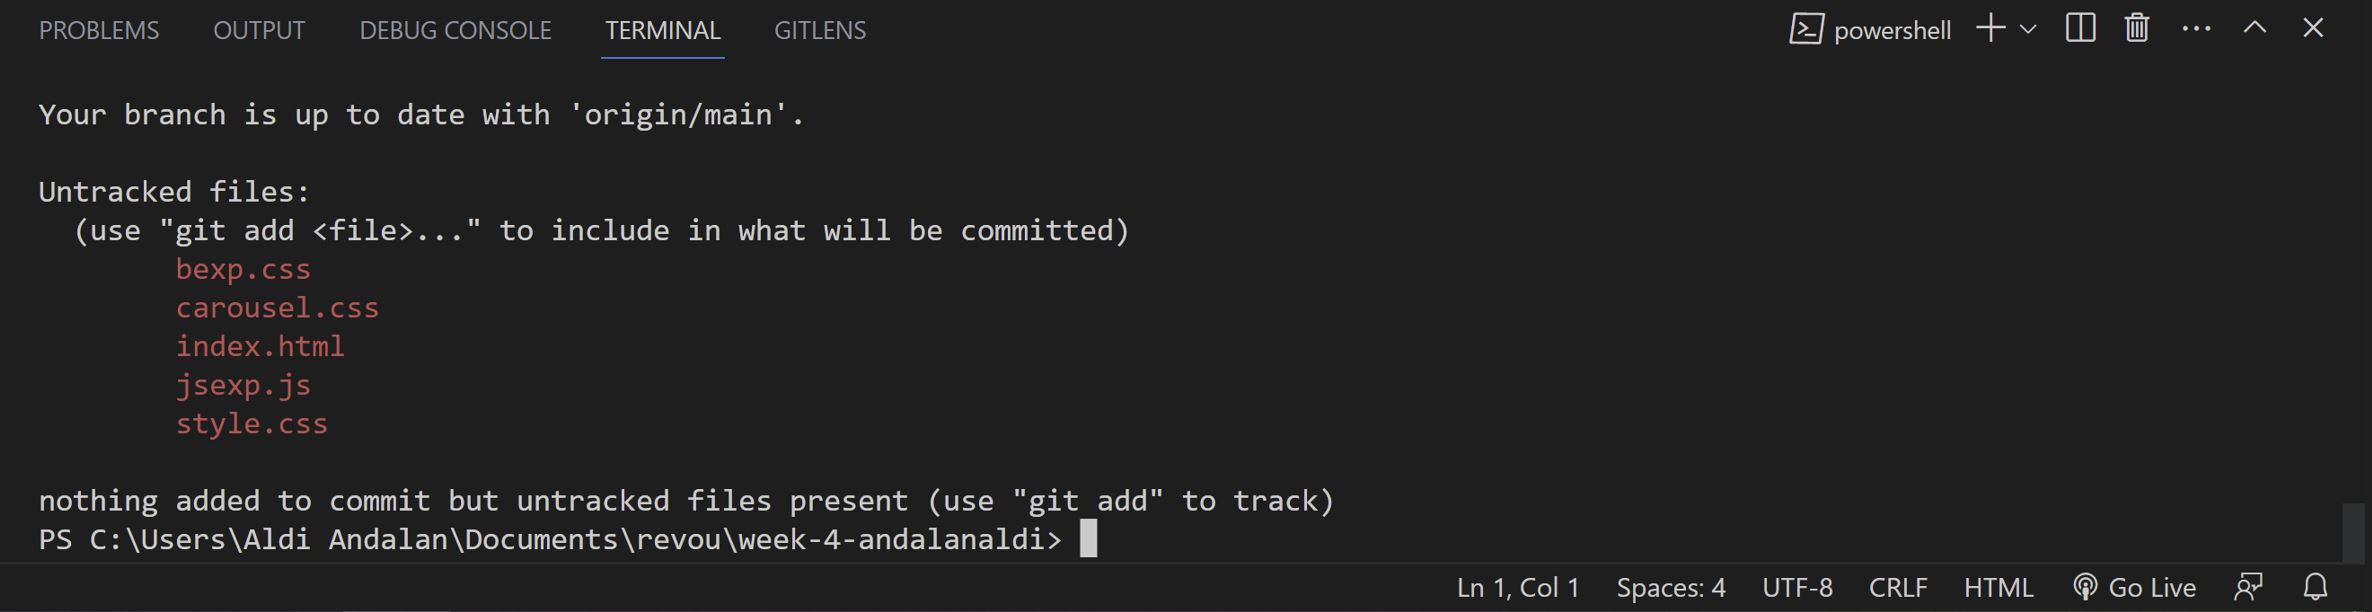 PROBLEMS OUTPUT DEBUG CONSOLE TERMINAL GITLENS powershell
Your branch is up to date with 'origin/main'.
Untracked files:
(use "git add <file>..." to include in what will be committed)
bexp.css
carousel.css
index.html
jsexp.js
style.css
nothing added to commit but untracked files present (use "git add" to track)
PS C:\Users\Aldi Andalan\Documents\revou\week-4-andalanaldi>
Ln 1, Col 1 Spaces: 4 UTF-8 CRLF HTML Go Live